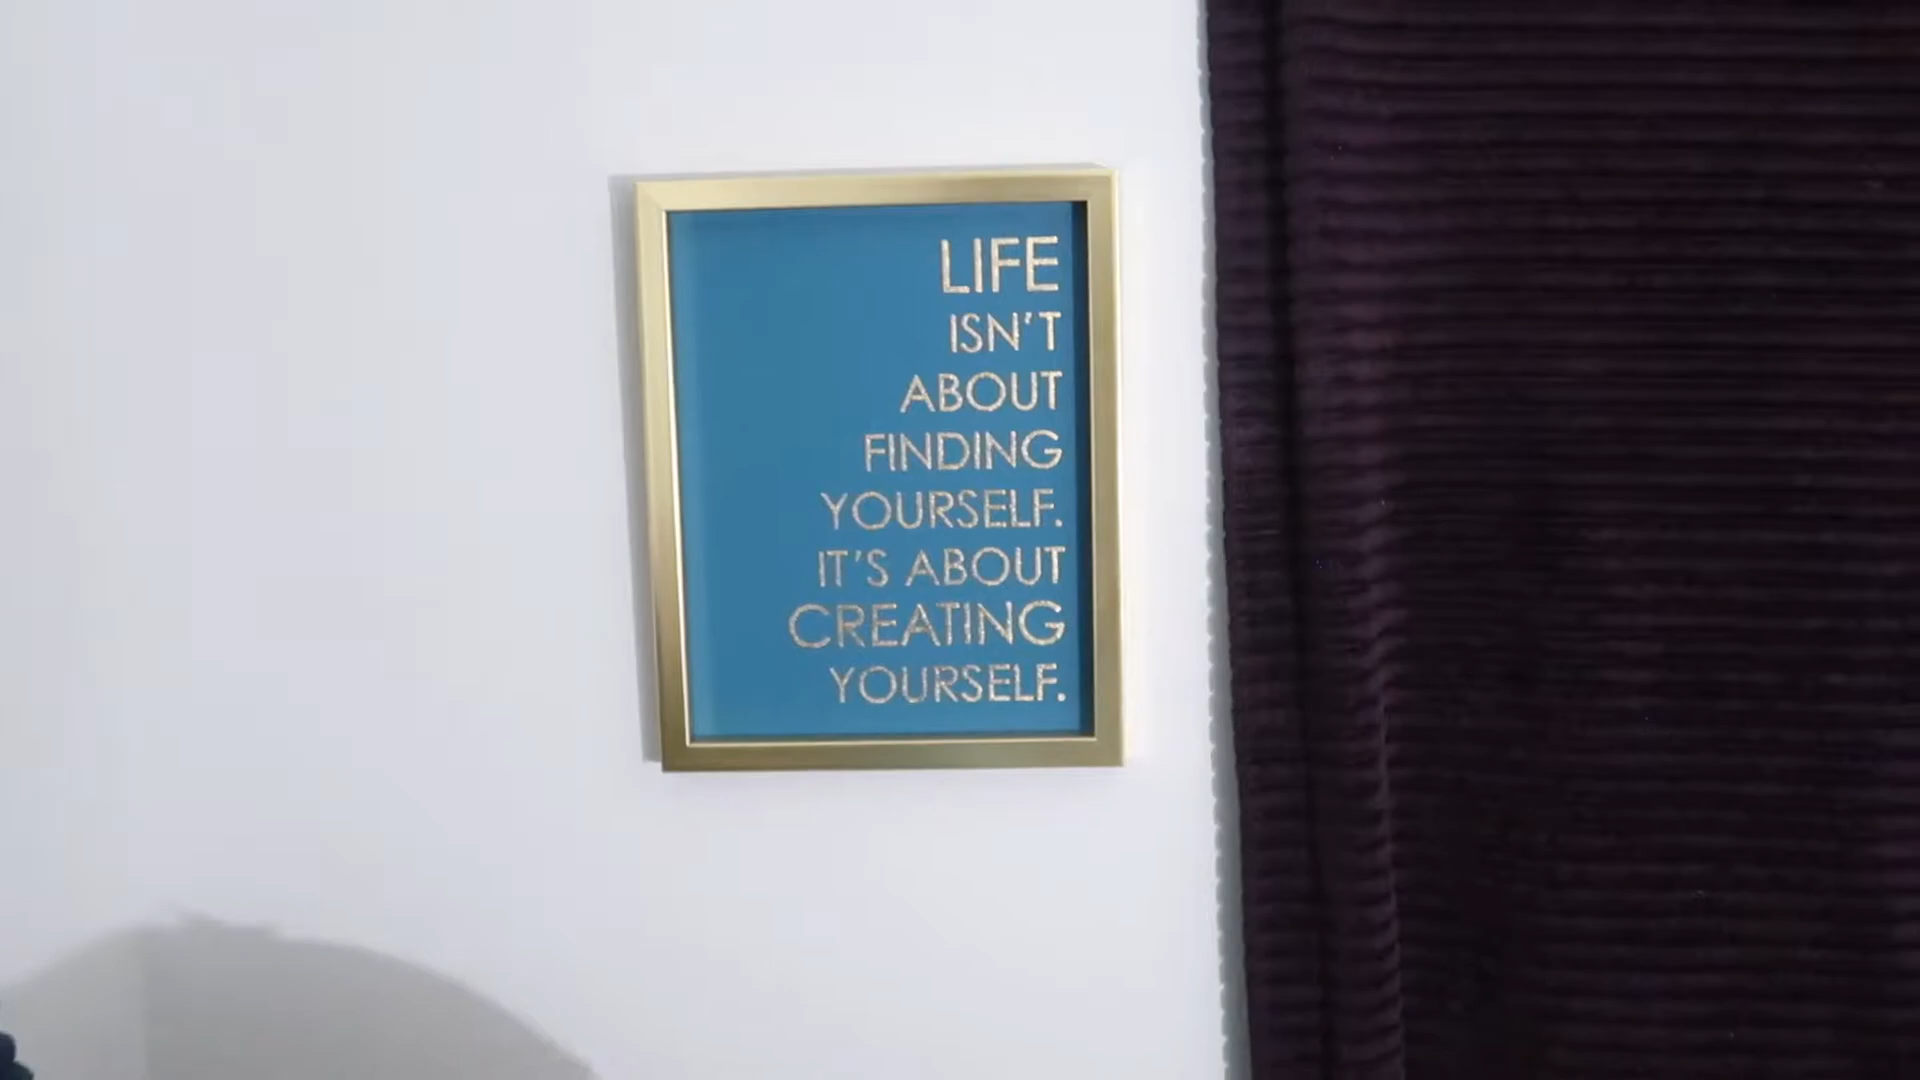 LIFE
ISN'T
ABOUT
FINDING
YOURSELF.
IT'S ABOUT
CREATING
YOURSELF.